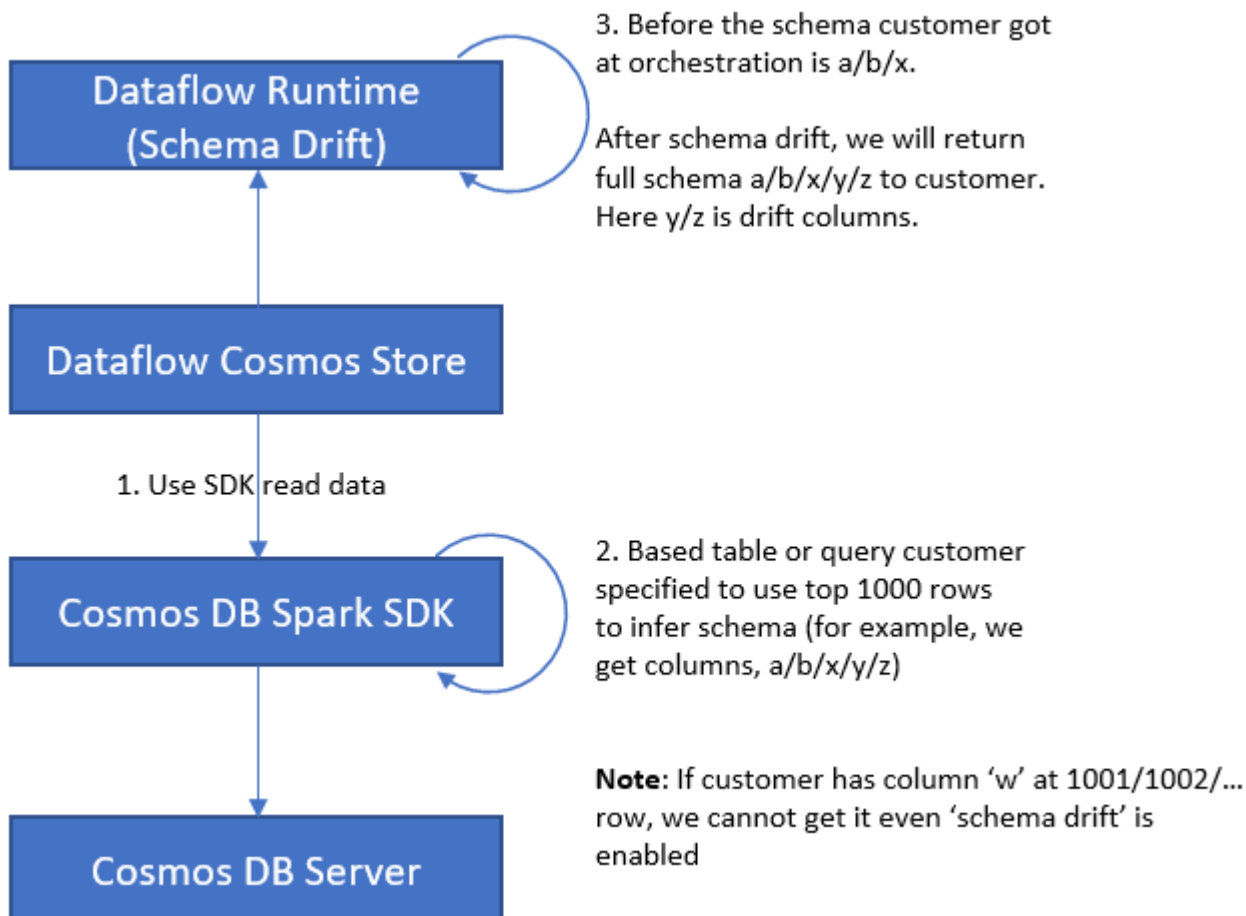 3. Before the schema customer got
at orchestration is a/b/x.
Dataflow Runtime
(Schema Drift)
After schema drift, we will return
full schema a/b/x/y/z to customer.
Here y/z is drift columns.
Dataflow Cosmos Store
1. Use SDK read data
2. Based table or query customer
specified to use top 1000 rows
to infer schema (for example, we
get columns, a/b/x/y/z)
Cosmos DB Spark SDK
Note: If customer has column ‘w’ at 1001/1002/…
row, we cannot get it even ‘schema drift’ is
enabled
Cosmos DB Server